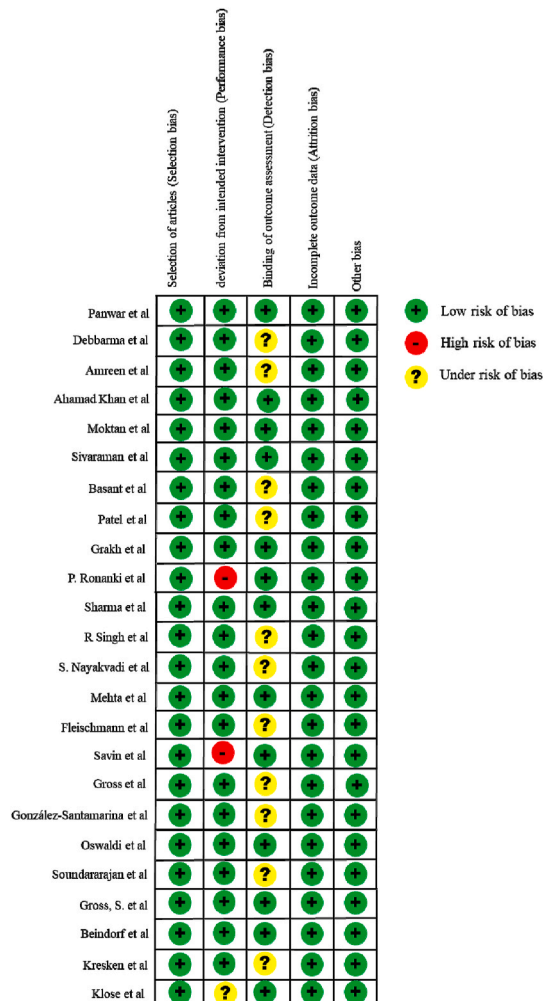 Selection of articles (Selection bias)
deviation from intended intervention (Performance bias)
Binding of outcome assessment (Detection bias)
Incomplete outcome data (Attrition bias)
Other bias
Panwar et al + + + + +
Debbarma et al + + ? + +
Amreen et al + + ? + +
Ahamad Khan et al + + + + +
Moktan et al + + + + +
Sivaraman et al + + + + +
Basant et al + + ? + +
Patel et al + + ? + +
Grakh et al + + + + +
P. Ronanki et al + - + + +
Sharma et al + + + + +
R Singh et al + + ? + +
S. Nayakvadi et al + + ? + +
Mehta et al + + + + +
Fleischmann et al + + ? + +
Savin et al + - + + +
Gross et al + + ? + +
González-Santamarina et al + + ? + +
Oswaldi et al + + + + +
Soundararajan et al + + ? + +
Gross, S. et al + + + + +
Beindorf et al + + + + +
Kresken et al + + ? + +
Klose et al + ? + + +
+ Low risk of bias
- High risk of bias
? Under risk of bias